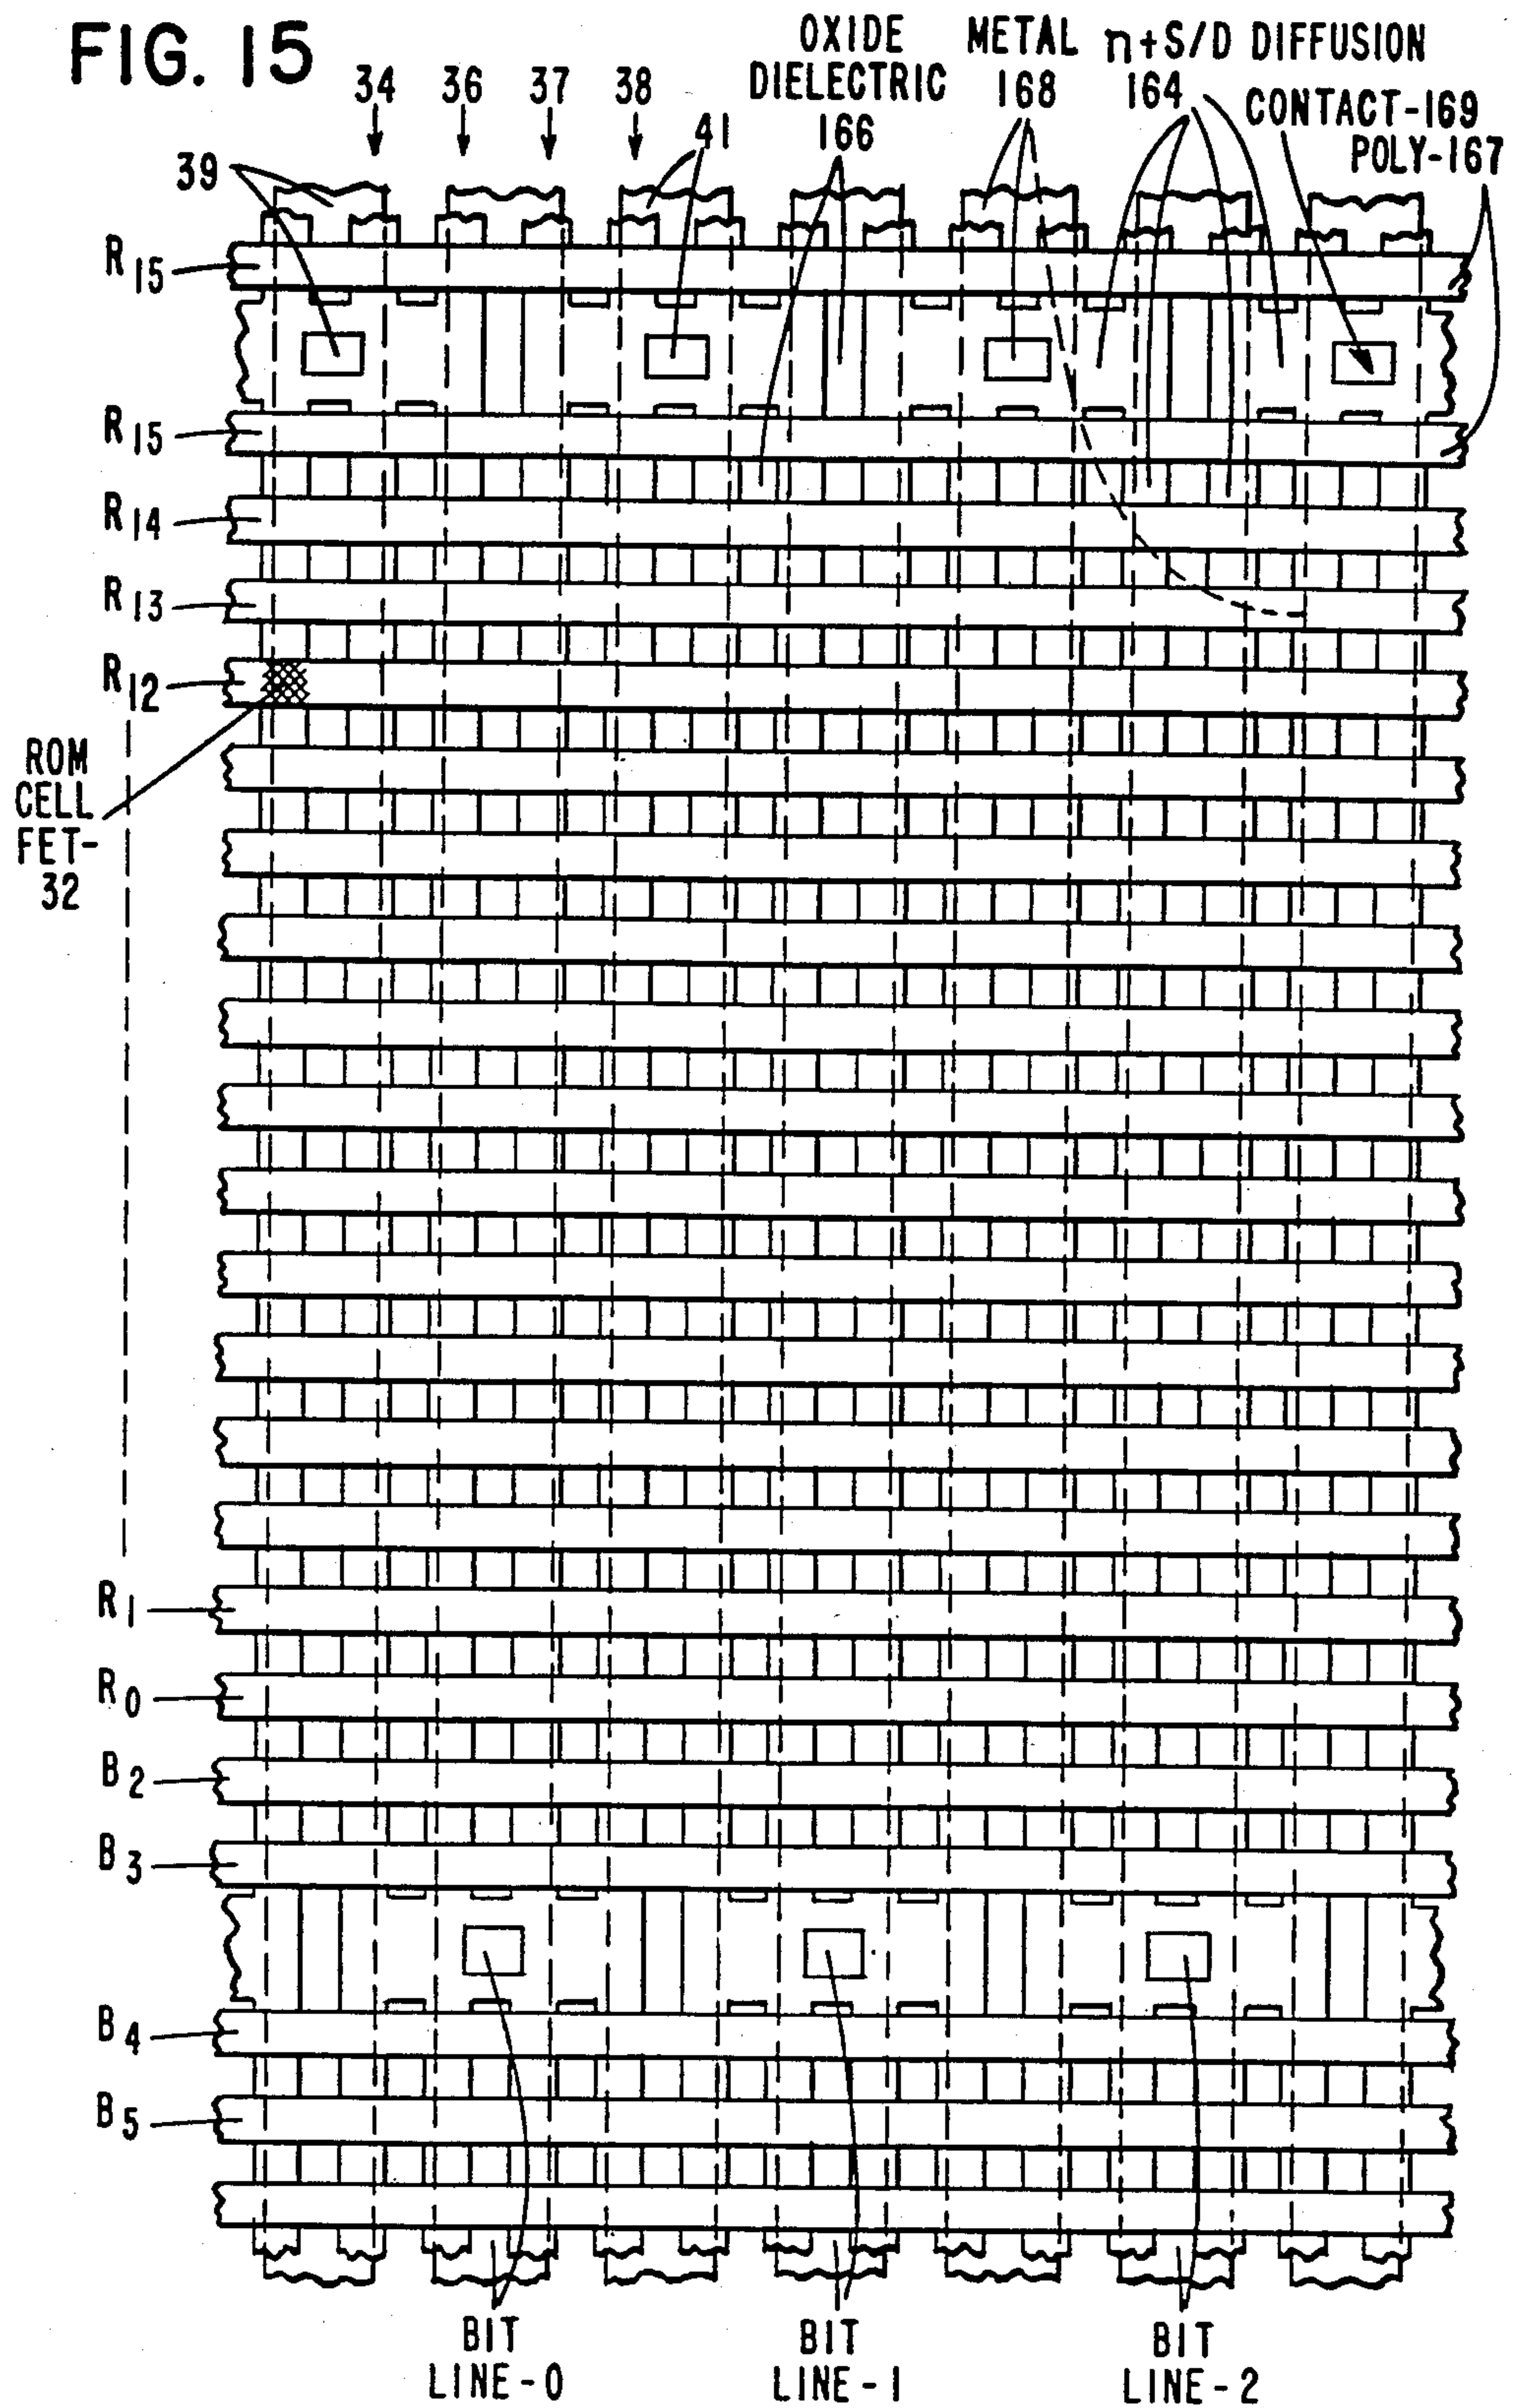 FIG. 15
34 36 37 38
39
41
OXIDE
DIELECTRIC
166
METAL
168
n+S/D DIFFUSION
164
CONTACT-169
POLY-167
R15
R15
R14
R13
R12
ROM
CELL
FET-
32
R1
R0
B2
B3
B4
B5
BIT
LINE-0
BIT
LINE-1
BIT
LINE-2